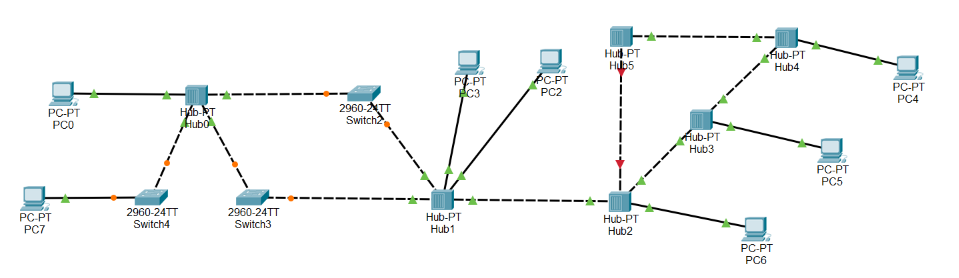 PC-PT
PC0
Hub-PT
Hub0
2960-24TT
Switch2
PC-PT
PC3
PC-PT
PC2
Hub-PT
Hub5
Hub-PT
Hub4
PC-PT
PC4
Hub-PT
Hub3
PC-PT
PC5
PC-PT
PC7
2960-24TT
Switch4
2960-24TT
Switch3
Hub-PT
Hub1
Hub-PT
Hub2
PC-PT
PC6